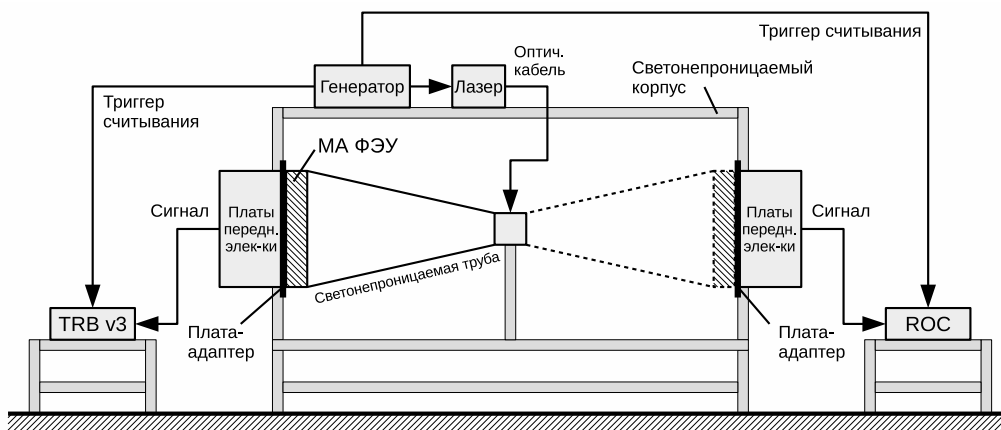 Триггер считывания
Оптич.
кабель
Светонепроницаемый
корпус
Генератор
Лазер
Триггер
считывания
МА ФЭУ
Сигнал
Платы
передн.
элек-ки
Платы
передн.
элек-ки
Сигнал
Светонепроницаемая труба
TRB v3
Плата-
адаптер
Плата-
адаптер
ROC